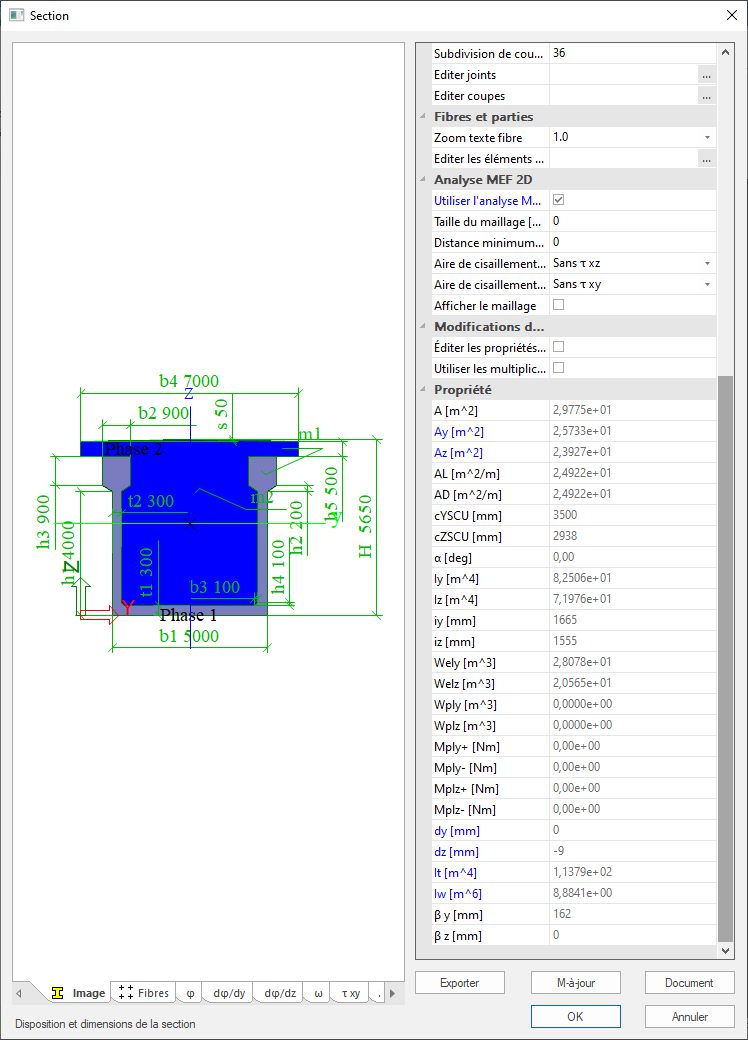 Section
b4 7000
Z
b2 900
s 50
m1
Phase 2
t2 300
m2
h5 500
y
h3 900
h1 4000
h2 200
H 5650
Z
t1 300
b3 100
h4 100
Y
Phase 1
b1 5000
Image
Fibres
φ
dφ/dy
dφ/dz
ω
τ xy
.
Disposition et dimensions de la section
Subdivision de cou... 36
Editer joints ...
Editer coupes ...
Fibres et parties
Zoom texte fibre 1.0
Editer les éléments ... ...
Analyse MEF 2D
Utiliser l'analyse M...
Taille du maillage [... 0
Distance minimum... 0
Aire de cisaillement... Sans τ xz
Aire de cisaillement... Sans τ xy
Afficher le maillage
Modifications d...
Éditer les propriétés...
Utiliser les multiplic...
Propriété
A [m^2] 2,9775e+01
Ay [m^2] 2,5733e+01
Az [m^2] 2,3927e+01
AL [m^2/m] 2,4922e+01
AD [m^2/m] 2,4922e+01
cYSCU [mm] 3500
cZSCU [mm] 2938
α [deg] 0,00
Iy [m^4] 8,2506e+01
Iz [m^4] 7,1976e+01
iy [mm] 1665
iz [mm] 1555
Wely [m^3] 2,8078e+01
Welz [m^3] 2,0565e+01
Wply [m^3] 0,0000e+00
Wplz [m^3] 0,0000e+00
Mply+ [Nm] 0,00e+00
Mply- [Nm] 0,00e+00
Mplz+ [Nm] 0,00e+00
Mplz- [Nm] 0,00e+00
dy [mm] 0
dz [mm] -9
It [m^4] 1,1379e+02
Iw [m^6] 8,8841e+00
β y [mm] 162
β z [mm] 0
Exporter
M-à-jour
Document
OK
Annuler